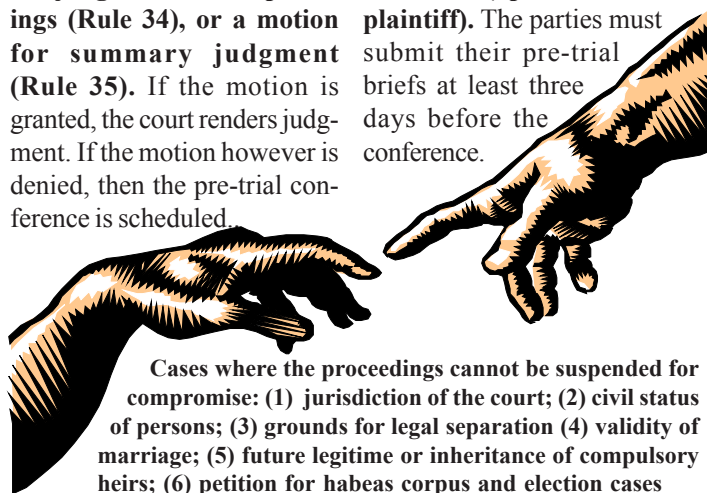 ings (Rule 34), or a motion
for summary judgment
(Rule 35). If the motion is
granted, the court renders judg-
ment. If the motion however is
denied, then the pre-trial con-
ference is scheduled..
plaintiff). The parties must
submit their pre-trial
briefs at least three
days before the
conference.
Cases where the proceedings cannot be suspended for
compromise: (1) jurisdiction of the court; (2) civil status
of persons; (3) grounds for legal separation (4) validity of
marriage; (5) future legitime or inheritance of compulsory
heirs; (6) petition for habeas corpus and election cases